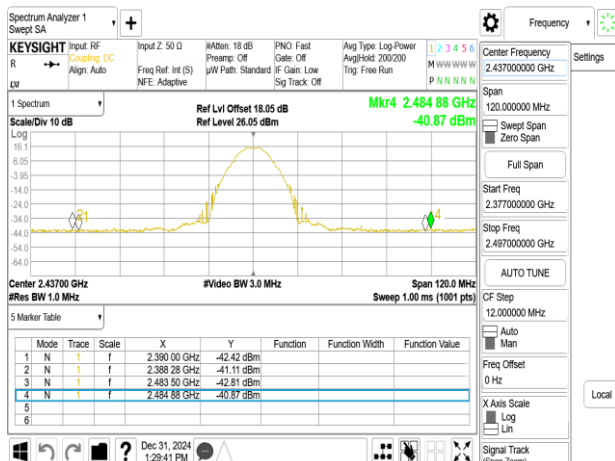 Spectrum Analyzer 1
Swept SA
Frequency
KEYSIGHT Input: RF Input Z: 50 Ω #Atten: 18 dB PNO: Fast Avg Type: Log-Power 1 2 3 4 5 6
R Coupling: DC Preamp: Off Gate: Off Avg|Hold: 200/200 M W W W W W W
Align: Auto Freq Ref: Int (S) µW Path: Standard IF Gain: Low Trig: Free Run
NFE: Adaptive Sig Track: Off P N N N N N
LXI
1 Spectrum
Scale/Div 10 dB
Ref Lvl Offset 18.05 dB
Ref Level 26.05 dBm
Mkr4 2.484 88 GHz
-40.87 dBm
Log
16.1
6.05
-3.95
-14.0
-24.0
-34.0
-44.0
-54.0
-64.0
2 1
4
Center 2.43700 GHz #Video BW 3.0 MHz Span 120.0 MHz
#Res BW 1.0 MHz Sweep 1.00 ms (1001 pts)
5 Marker Table
Mode Trace Scale X Y Function Function Width Function Value
1 N 1 f 2.390 00 GHz -42.42 dBm
2 N 1 f 2.388 28 GHz -41.11 dBm
3 N 1 f 2.483 50 GHz -42.81 dBm
4 N 1 f 2.484 88 GHz -40.87 dBm
5
6
Dec 31, 2024
1:29:41 PM
Center Frequency
2.437000000 GHz
Span
120.000000 MHz
Swept Span
Zero Span
Full Span
Start Freq
2.377000000 GHz
Stop Freq
2.497000000 GHz
AUTO TUNE
CF Step
12.000000 MHz
Auto
Man
Freq Offset
0 Hz
X Axis Scale
Log
Lin
Signal Track
(Span Zoom)
Settings
Local